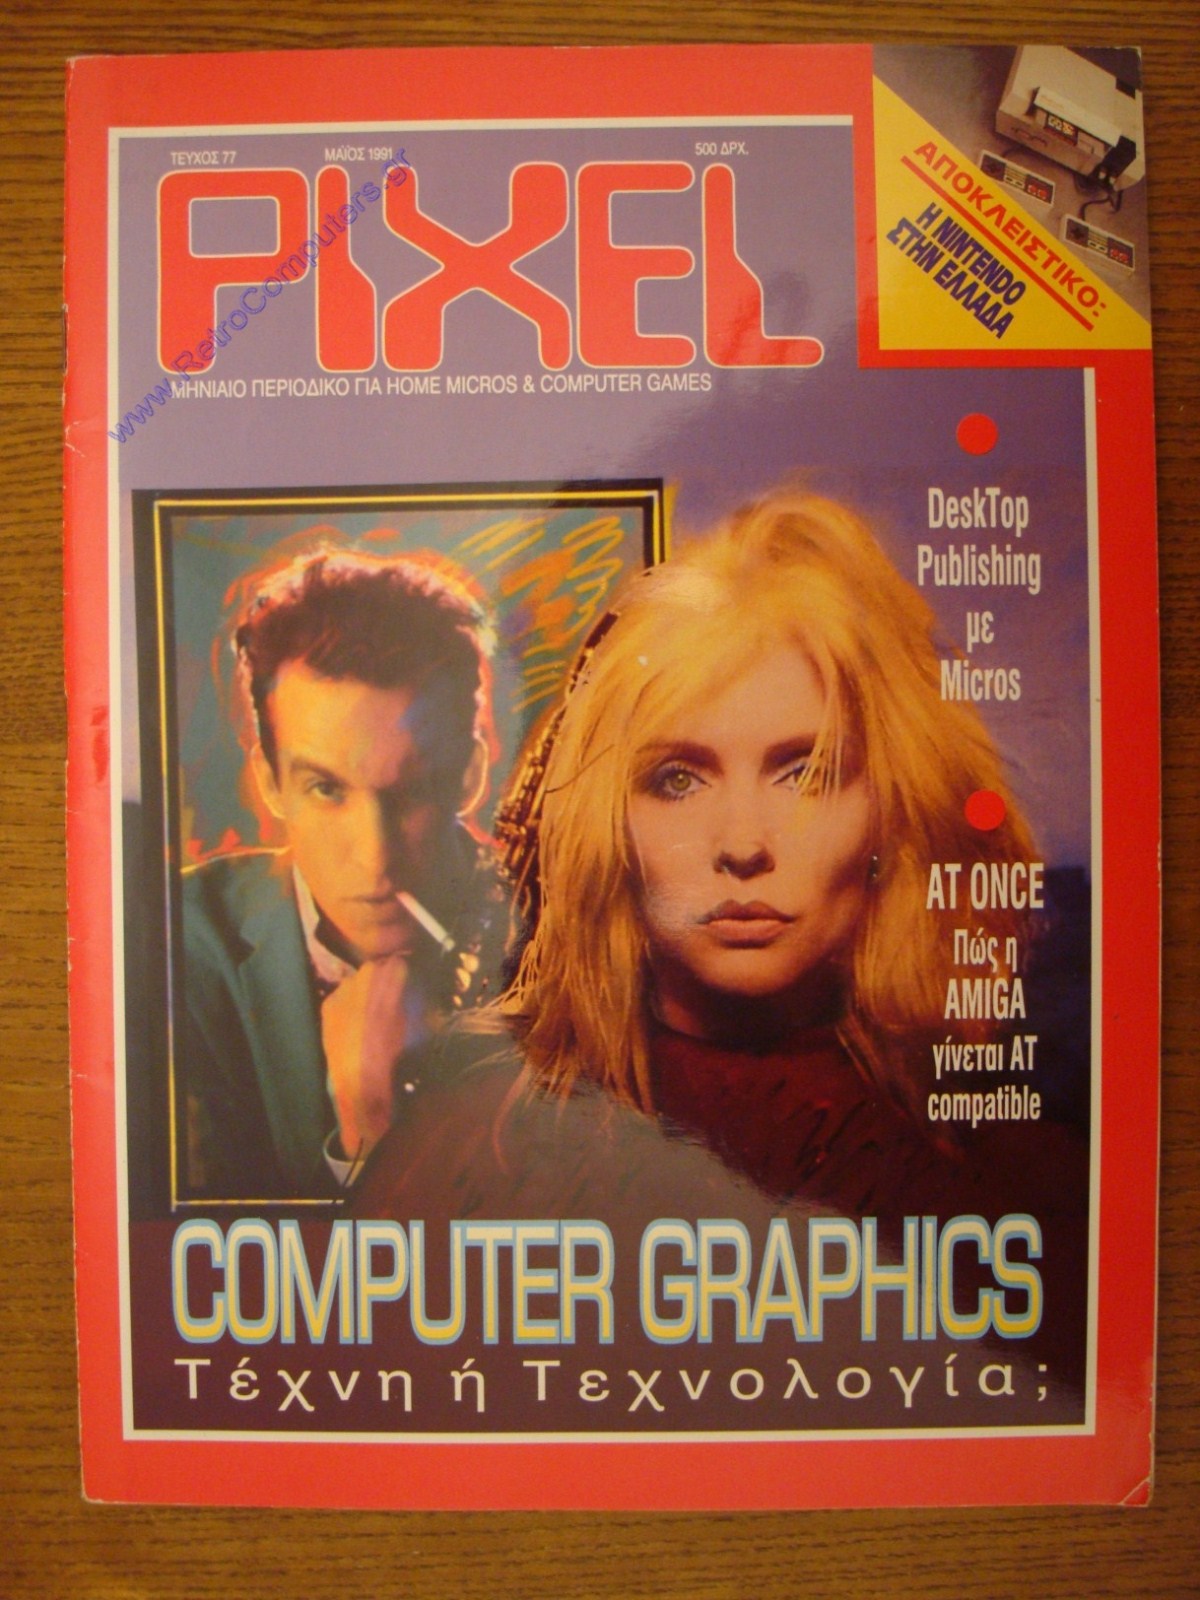 ΤΕΥΧΟΣ 77 ΜΑΪΟΣ 1991 500 ΔΡΧ.
PIXEL
ΜΗΝΙΑΙΟ ΠΕΡΙΟΔΙΚΟ ΓΙΑ HOME MICROS & COMPUTER GAMES
www.RetroComputers.gr
ΑΠΟΚΛΕΙΣΤΙΚΟ:
Η NINTENDO
ΣΤΗΝ ΕΛΛΑΔΑ
DeskTop
Publishing
με
Micros
AT ONCE
Πώς η
AMIGA
γίνεται AT
compatible
COMPUTER GRAPHICS
Τέχνη ή Τεχνολογία;